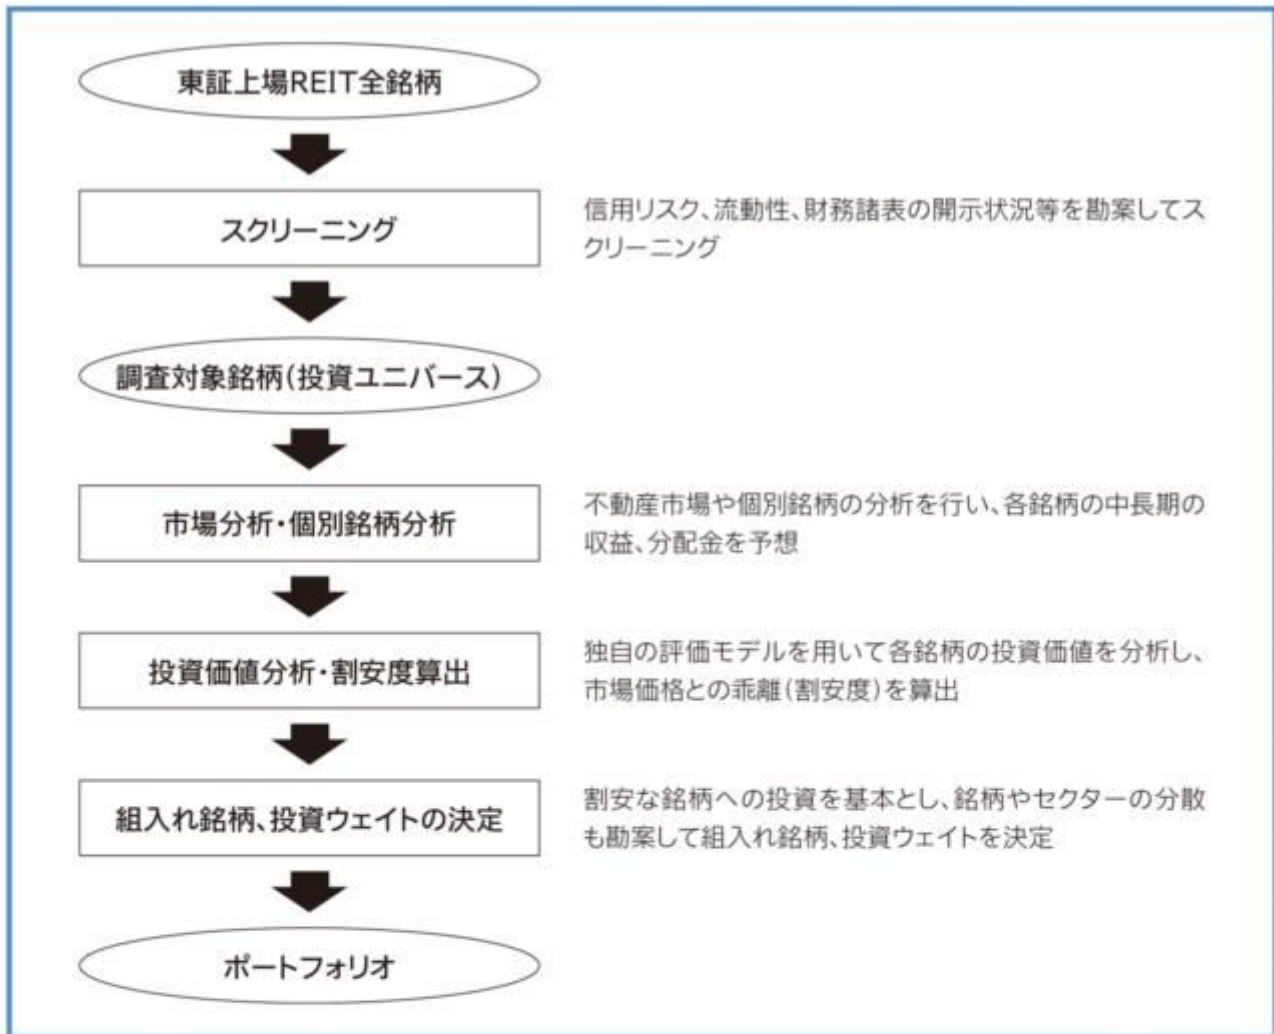 東証上場REIT全銘柄
スクリーニング
信用リスク、流動性、財務諸表の開示状況等を勘案してス
クリーニング
調査対象銘柄(投資ユニバース)
市場分析・個別銘柄分析
不動産市場や個別銘柄の分析を行い、各銘柄の中長期の
収益、分配金を予想
投資価値分析・割安度算出
独自の評価モデルを用いて各銘柄の投資価値を分析し、
市場価格との乖離(割安度)を算出
組入れ銘柄、投資ウェイトの決定
割安な銘柄への投資を基本とし、銘柄やセクターの分散
も勘案して組入れ銘柄、投資ウェイトを決定
ポートフォリオ